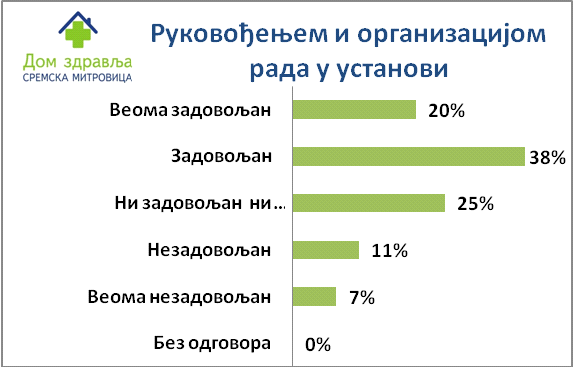 Дом здравља
СРЕМСКА МИТРОВИЦА
Руковођењем и организацијом
рада у установи
Веома задовољан 20%
Задовољан 38%
Ни задовољан ни... 25%
Незадовољан 11%
Веома незадовољан 7%
Без одговора 0%